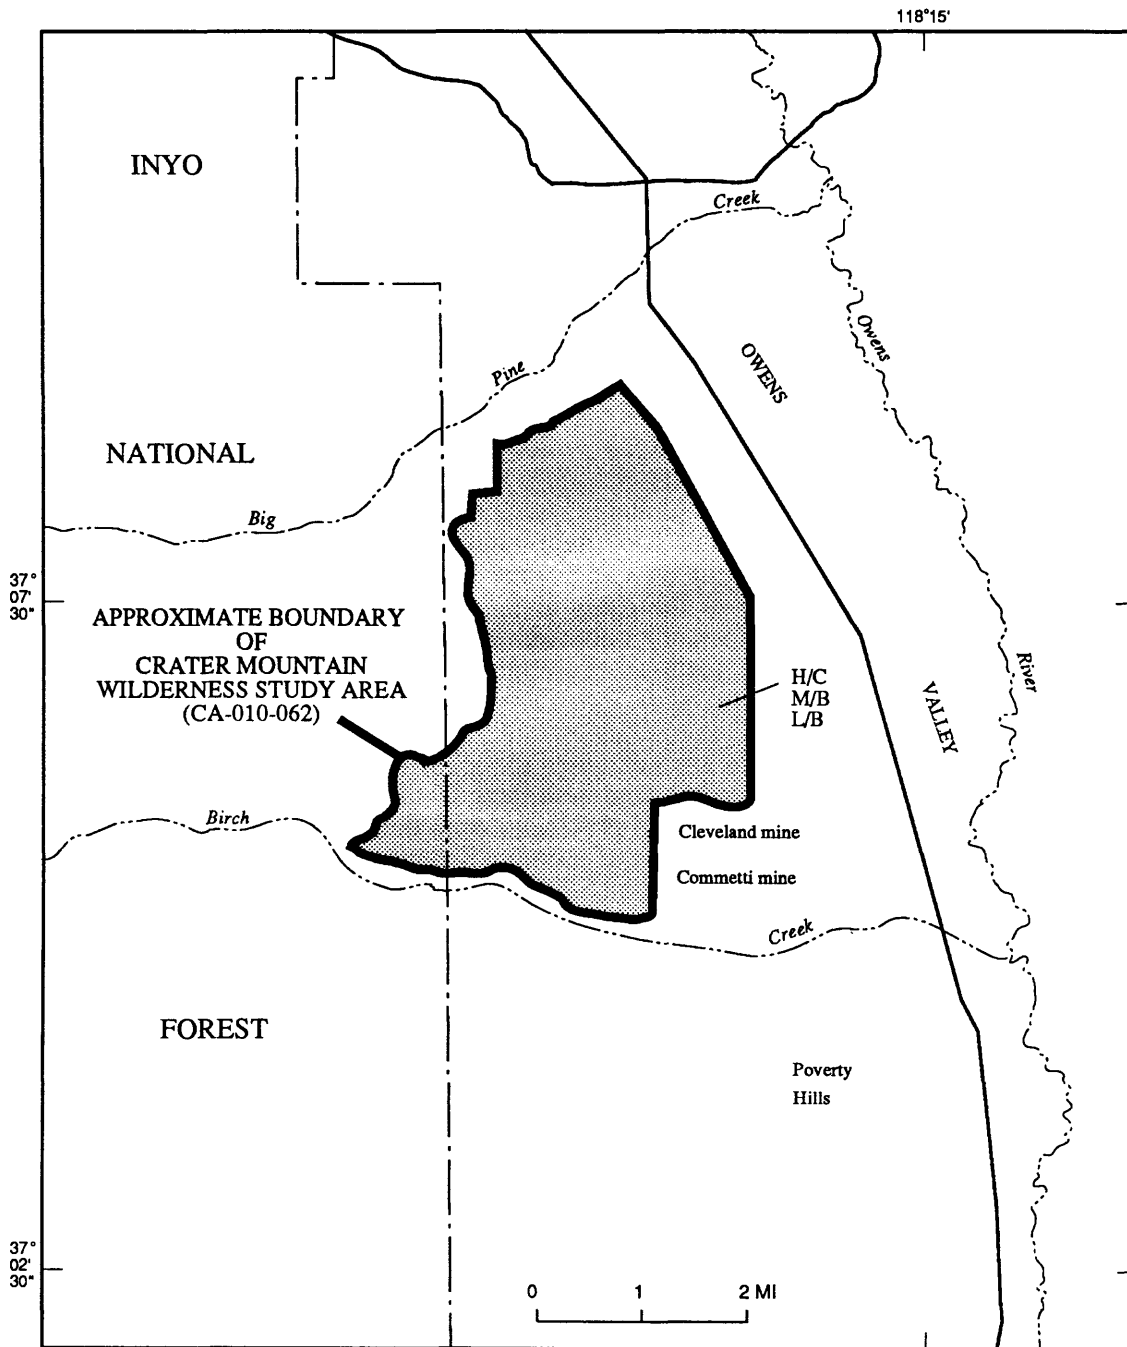 118°15'
INYO
Creek
Owens
OWENS
Pine
NATIONAL
Big
37°
07'
30"
APPROXIMATE BOUNDARY
OF
CRATER MOUNTAIN
WILDERNESS STUDY AREA
(CA-010-062)
River
H/C
M/B
L/B
VALLEY
Birch
Cleveland mine
Commetti mine
Creek
FOREST
Poverty
Hills
37°
02'
30"
0 1 2 MI